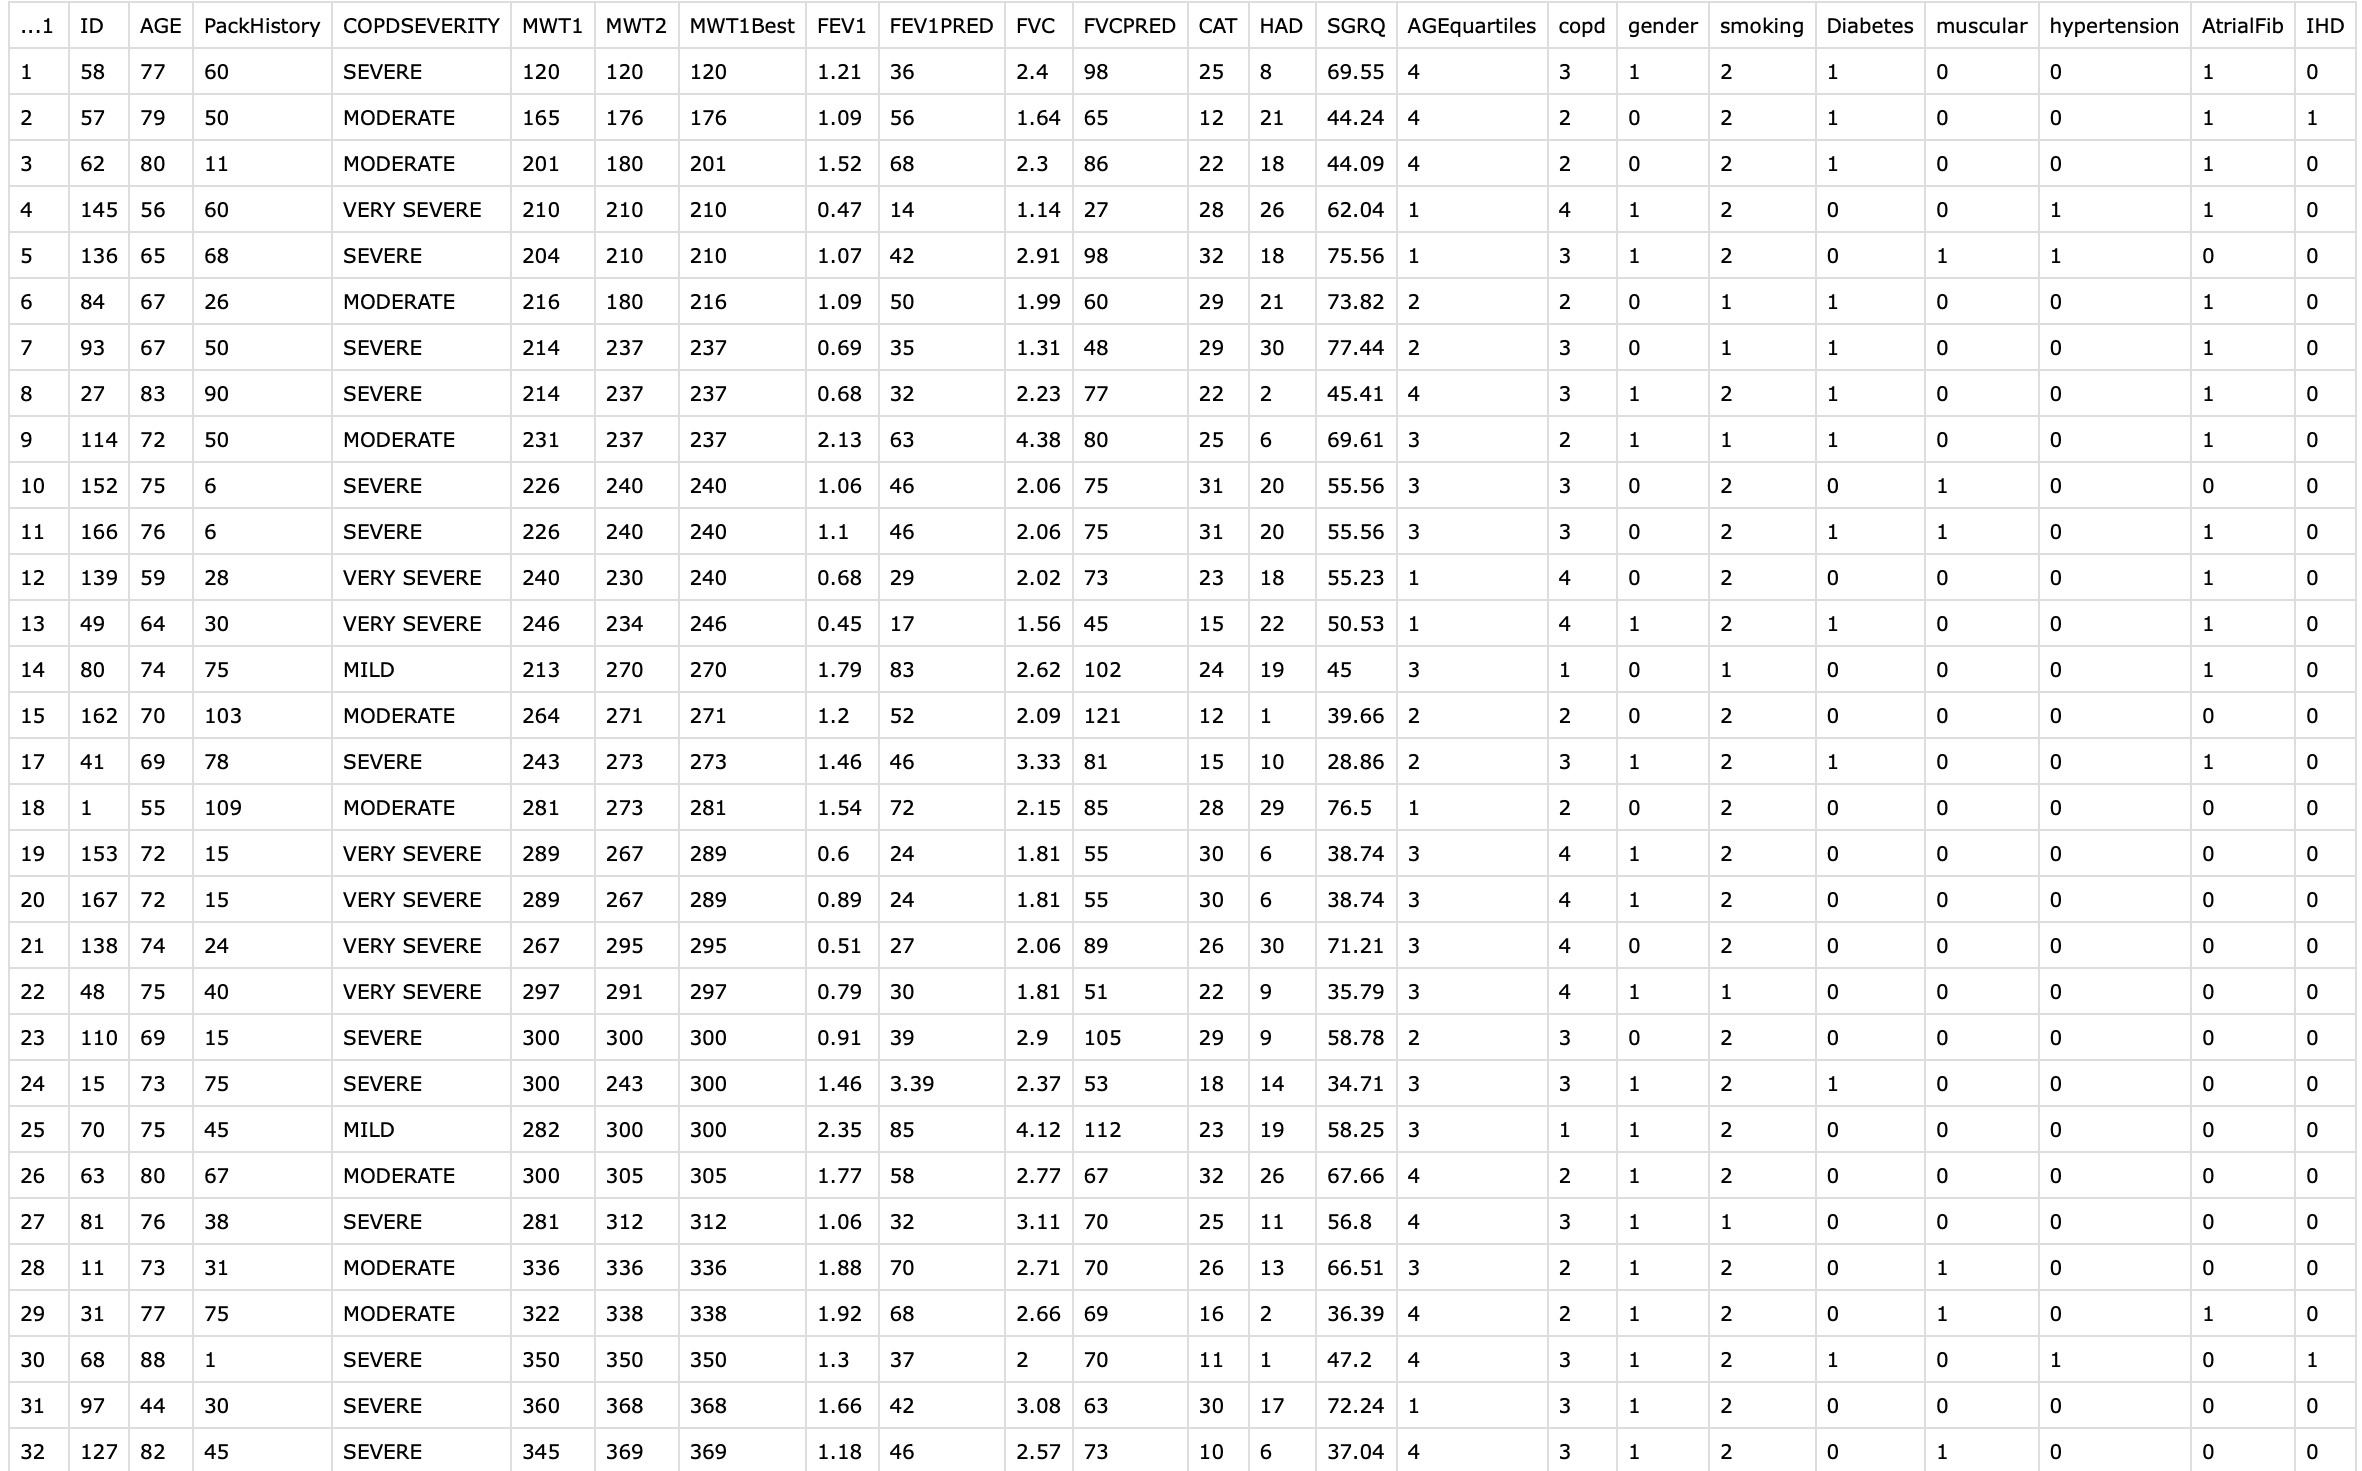 ...1 ID AGE PackHistory COPDSEVERITY MWT1 MWT2 MWT1Best FEV1 FEV1PRED FVC FVCPRED CAT HAD SGRQ AGEquartiles copd gender smoking Diabetes muscular hypertension AtrialFib IHD
1 58 77 60 SEVERE 120 120 120 1.21 36 2.4 98 25 8 69.55 4 3 1 2 1 0 0 1 0
2 57 79 50 MODERATE 165 176 176 1.09 56 1.64 65 12 21 44.24 4 2 0 2 1 0 0 1 1
3 62 80 11 MODERATE 201 180 201 1.52 68 2.3 86 22 18 44.09 4 2 0 2 1 0 0 1 0
4 145 56 60 VERY SEVERE 210 210 210 0.47 14 1.14 27 28 26 62.04 1 4 1 2 0 0 1 1 0
5 136 65 68 SEVERE 204 210 210 1.07 42 2.91 98 32 18 75.56 1 3 1 2 0 1 1 0 0
6 84 67 26 MODERATE 216 180 216 1.09 50 1.99 60 29 21 73.82 2 2 0 1 1 0 0 1 0
7 93 67 50 SEVERE 214 237 237 0.69 35 1.31 48 29 30 77.44 2 3 0 1 1 0 0 1 0
8 27 83 90 SEVERE 214 237 237 0.68 32 2.23 77 22 2 45.41 4 3 1 2 1 0 0 1 0
9 114 72 50 MODERATE 231 237 237 2.13 63 4.38 80 25 6 69.61 3 2 1 1 1 0 0 1 0
10 152 75 6 SEVERE 226 240 240 1.06 46 2.06 75 31 20 55.56 3 3 0 2 0 1 0 0 0
11 166 76 6 SEVERE 226 240 240 1.1 46 2.06 75 31 20 55.56 3 3 0 2 1 1 0 1 0
12 139 59 28 VERY SEVERE 240 230 240 0.68 29 2.02 73 23 18 55.23 1 4 0 2 0 0 0 1 0
13 49 64 30 VERY SEVERE 246 234 246 0.45 17 1.56 45 15 22 50.53 1 4 1 2 1 0 0 1 0
14 80 74 75 MILD 213 270 270 1.79 83 2.62 102 24 19 45 3 1 0 1 0 0 0 1 0
15 162 70 103 MODERATE 264 271 271 1.2 52 2.09 121 12 1 39.66 2 2 0 2 0 0 0 0 0
17 41 69 78 SEVERE 243 273 273 1.46 46 3.33 81 15 10 28.86 2 3 1 2 1 0 0 1 0
18 1 55 109 MODERATE 281 273 281 1.54 72 2.15 85 28 29 76.5 1 2 0 2 0 0 0 0 0
19 153 72 15 VERY SEVERE 289 267 289 0.6 24 1.81 55 30 6 38.74 3 4 1 2 0 0 0 0 0
20 167 72 15 VERY SEVERE 289 267 289 0.89 24 1.81 55 30 6 38.74 3 4 1 2 0 0 0 0 0
21 138 74 24 VERY SEVERE 267 295 295 0.51 27 2.06 89 26 30 71.21 3 4 0 2 0 0 0 0 0
22 48 75 40 VERY SEVERE 297 291 297 0.79 30 1.81 51 22 9 35.79 3 4 1 1 0 0 0 0 0
23 110 69 15 SEVERE 300 300 300 0.91 39 2.9 105 29 9 58.78 2 3 0 2 0 0 0 0 0
24 15 73 75 SEVERE 300 243 300 1.46 3.39 2.37 53 18 14 34.71 3 3 1 2 1 0 0 0 0
25 70 75 45 MILD 282 300 300 2.35 85 4.12 112 23 19 58.25 3 1 1 2 0 0 0 0 0
26 63 80 67 MODERATE 300 305 305 1.77 58 2.77 67 32 26 67.66 4 2 1 2 0 0 0 0 0
27 81 76 38 SEVERE 281 312 312 1.06 32 3.11 70 25 11 56.8 4 3 1 1 0 0 0 0 0
28 11 73 31 MODERATE 336 336 336 1.88 70 2.71 70 26 13 66.51 3 2 1 2 0 1 0 0 0
29 31 77 75 MODERATE 322 338 338 1.92 68 2.66 69 16 2 36.39 4 2 1 2 0 1 0 1 0
30 68 88 1 SEVERE 350 350 350 1.3 37 2 70 11 1 47.2 4 3 1 2 1 0 1 0 1
31 97 44 30 SEVERE 360 368 368 1.66 42 3.08 63 30 17 72.24 1 3 1 2 0 0 0 0 0
32 127 82 45 SEVERE 345 369 369 1.18 46 2.57 73 10 6 37.04 4 3 1 2 0 1 0 0 0